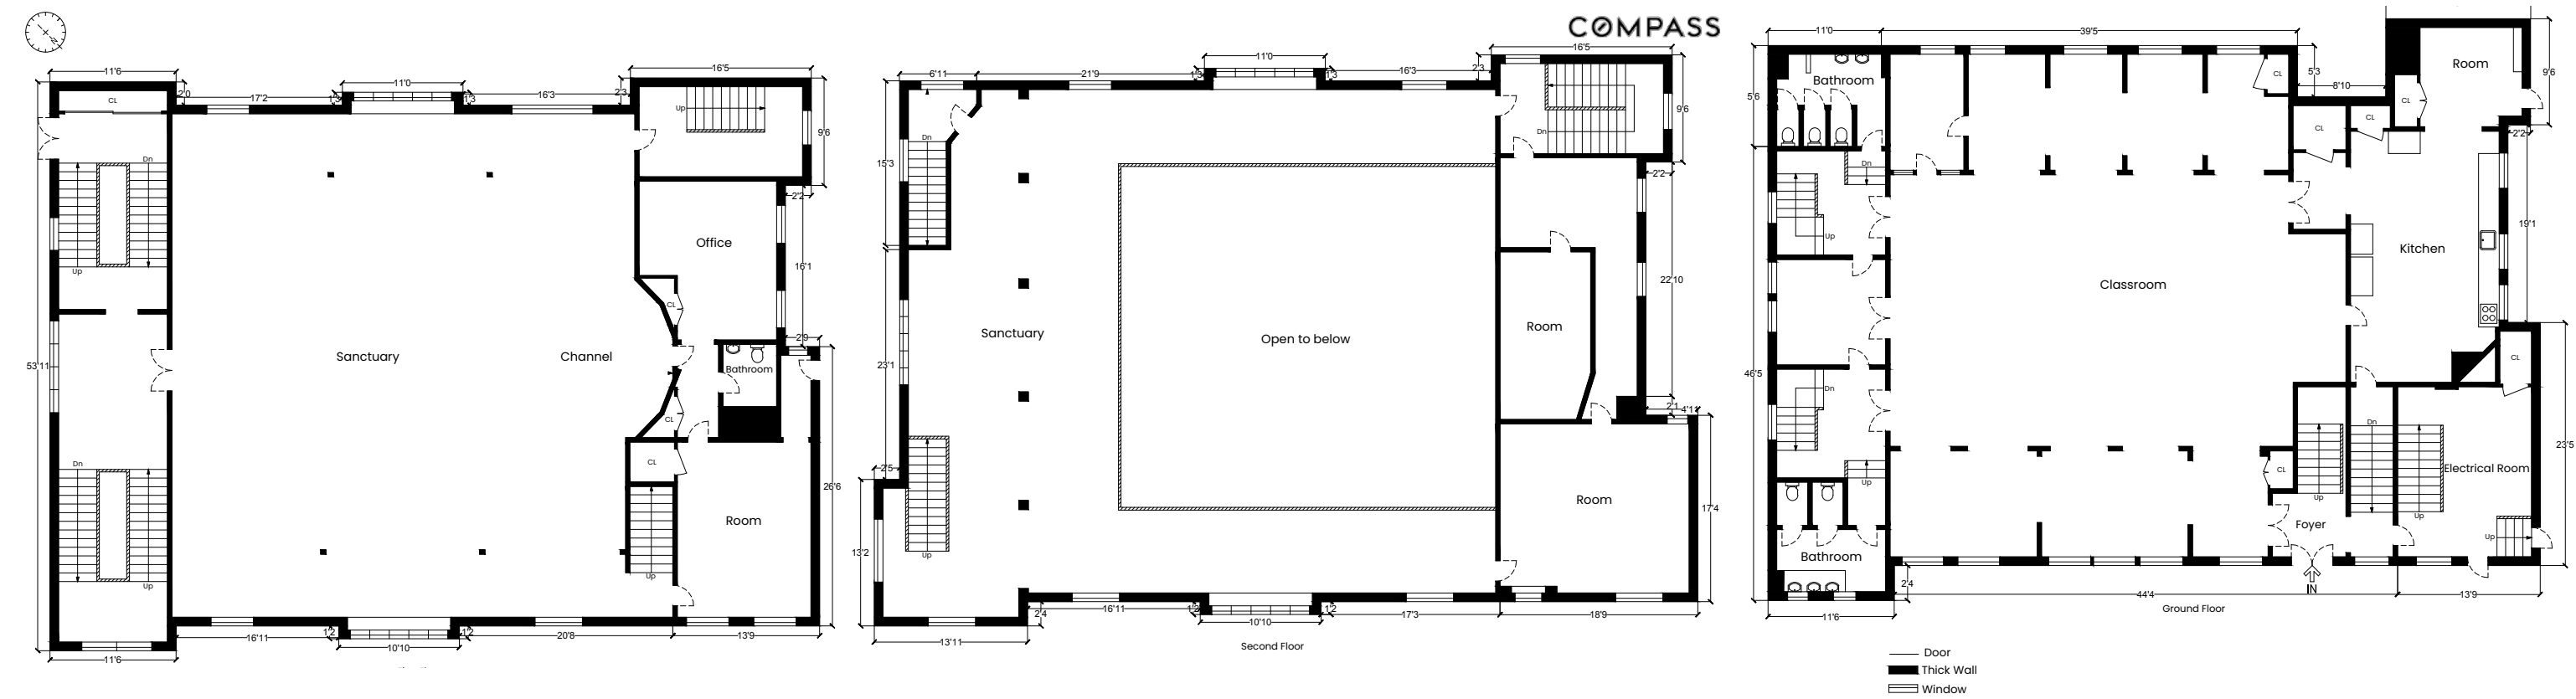 N
11'6
11'0
16'5
2'0
17'2
1'3
1'3
16'3
2'3
CL
Up
9'6
Dn
Up
2'2
Office
16'1
CL
53'11
Sanctuary
Channel
2'9
Bathroom
CL
CL
Dn
Up
Up
Room
26'6
16'11
1'2
10'10
1'2
20'8
13'9
11'6
COMPASS
6'11
21'9
1'3
11'0
1'3
16'3
2'3
16'5
9'6
Dn
Dn
15'3
2'2
22'10
Sanctuary
Open to below
Room
23'1
2'1
4'11
2'5
Room
17'4
13'2
Up
2'4
16'11
1'2
10'10
1'2
17'3
18'9
13'11
Second Floor
11'0
39'5
5'3
8'10
Room
9'6
Bathroom
CL
CL
CL
CL
5'6
2'2
Dn
Up
19'1
Kitchen
Classroom
46'5
Dn
CL
Dn
23'5
CL
Electrical Room
Up
Up
Up
Foyer
Up
Bathroom
IN
2'4
44'4
13'9
11'6
Ground Floor
Door
Thick Wall
Window